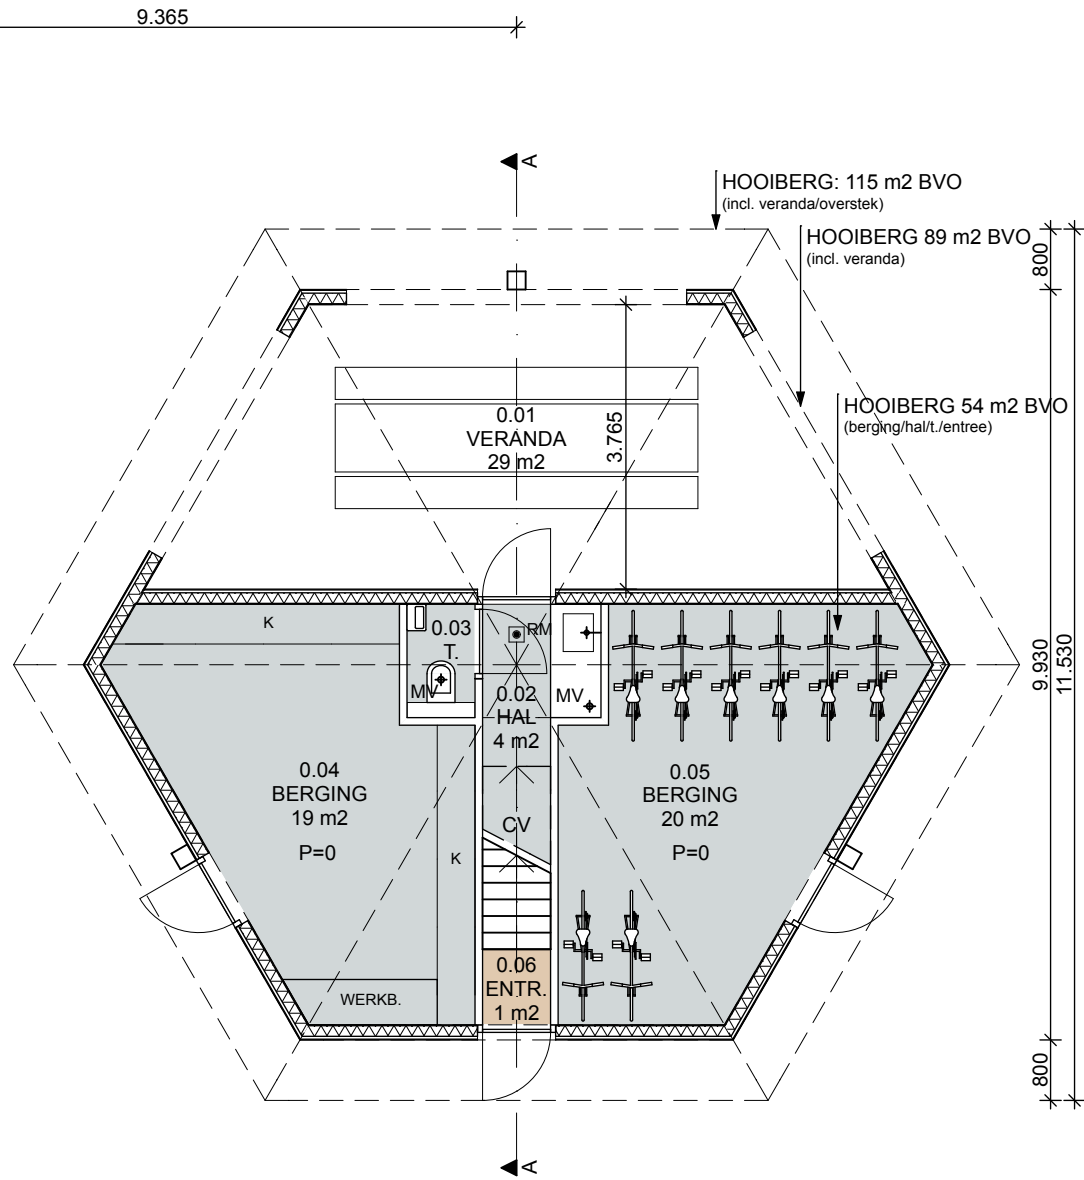 9.365
A
HOOIBERG: 115 m2 BVO
(incl. veranda/overstek)
HOOIBERG 89 m2 BVO
(incl. veranda)
800
HOOIBERG 54 m2 BVO
(berging/hal/t./entree)
0.01
VERANDA
29 m2
3.765
K
0.03
T.
MV
RM
0.02
HAL
4 m2
MV
9.930
11.530
0.04
BERGING
19 m2
P=0
0.05
BERGING
20 m2
P=0
CV
K
0.06
ENTR.
1 m2
WERKB.
800
A